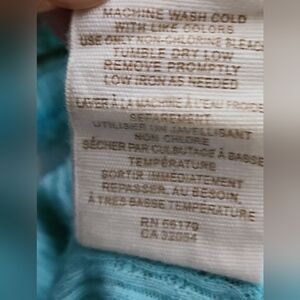 MACHINE WASH COLD
WITH LIKE COLORS
USE ONLY NON-CHLORINE BLEACH
TUMBLE DRY LOW
REMOVE PROMPTLY
LOW IRON AS NEEDED
LAVER À LA MACHINE À L'EAU FROIDE
SÉPARÉMENT
UTILISER UN JAVELLISANT
NON CHLORÉ
SÉCHER PAR CULBUTAGE À BASSE
TEMPÉRATURE
SORTIR IMMÉDIATEMENT
REPASSER AU BESOIN,
À TRÈS BASSE TEMPÉRATURE
RN 66170
CA 32054